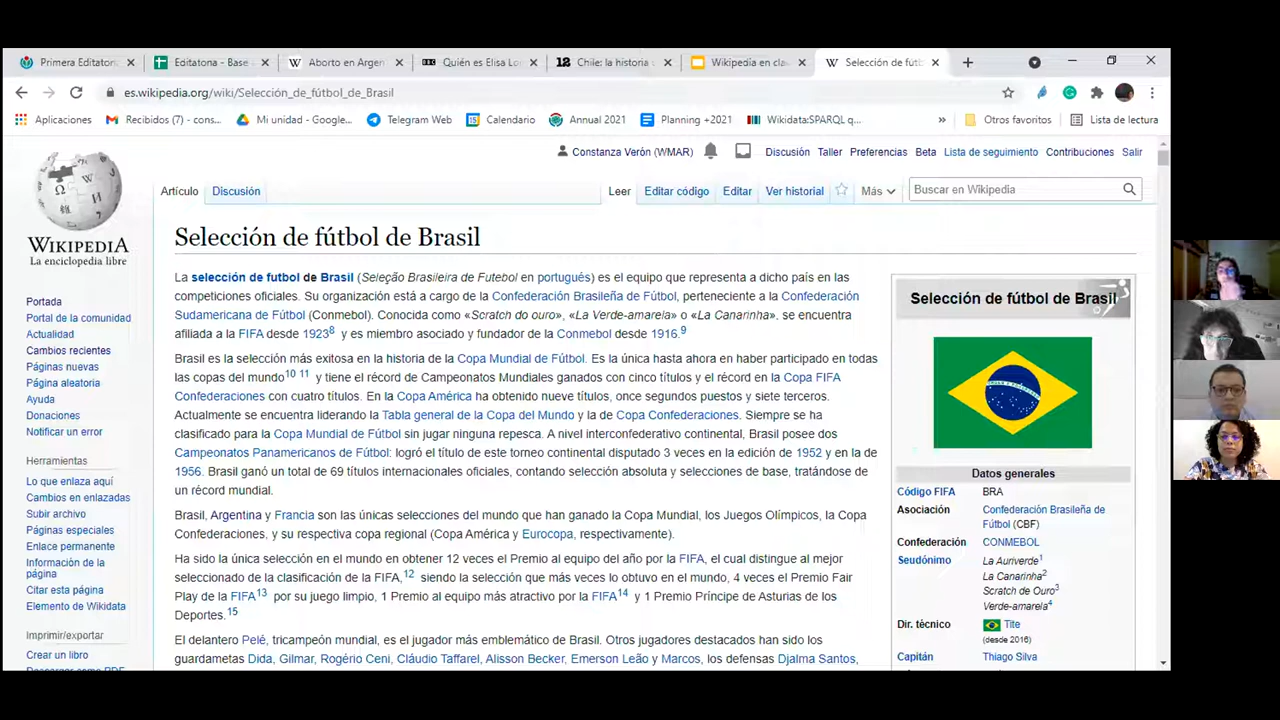 Primera Editaton
Editatona - Base
Aborto en Argen
Quién es Elisa Lo
12 Chile: la historia
Wikipedia en cla
Selección de fútb
es.wikipedia.org/wiki/Selección_de_fútbol_de_Brasil
Aplicaciones
Recibidos (7) - cons...
Mi unidad - Google...
Telegram Web
Calendario
Annual 2021
Planning +2021
Wikidata:SPARQL q...
»
Otros favoritos
Lista de lectura
Constanza Verón (WMAR)
Discusión
Taller
Preferencias
Beta
Lista de seguimiento
Contribuciones
Salir
Artículo
Discusión
Leer
Editar código
Editar
Ver historial
Más
Buscar en Wikipedia
WIKIPEDIA
La enciclopedia libre
Portada
Portal de la comunidad
Actualidad
Cambios recientes
Páginas nuevas
Página aleatoria
Ayuda
Donaciones
Notificar un error
Herramientas
Lo que enlaza aquí
Cambios en enlazadas
Subir archivo
Páginas especiales
Enlace permanente
Información de la
página
Citar esta página
Elemento de Wikidata
Imprimir/exportar
Crear un libro
Descargar como PDF
Selección de fútbol de Brasil
La selección de futbol de Brasil (Seleção Brasileira de Futebol en portugués) es el equipo que representa a dicho país en las
competiciones oficiales. Su organización está a cargo de la Confederación Brasileña de Fútbol, perteneciente a la Confederación
Sudamericana de Fútbol (Conmebol). Conocida como «Scratch do ouro», «La Verde-amarela» o «La Canarinha», se encuentra
afiliada a la FIFA desde 1923⁸ y es miembro asociado y fundador de la Conmebol desde 1916.⁹
Brasil es la selección más exitosa en la historia de la Copa Mundial de Fútbol. Es la única hasta ahora en haber participado en todas
las copas del mundo¹⁰ ¹¹ y tiene el récord de Campeonatos Mundiales ganados con cinco títulos y el récord en la Copa FIFA
Confederaciones con cuatro títulos. En la Copa América ha obtenido nueve títulos, once segundos puestos y siete terceros.
Actualmente se encuentra liderando la Tabla general de la Copa del Mundo y la de Copa Confederaciones. Siempre se ha
clasificado para la Copa Mundial de Fútbol sin jugar ninguna repesca. A nivel interconfederativo continental, Brasil posee dos
Campeonatos Panamericanos de Fútbol: logró el título de este torneo continental disputado 3 veces en la edición de 1952 y en la de
1956. Brasil ganó un total de 69 títulos internacionales oficiales, contando selección absoluta y selecciones de base, tratándose de
un récord mundial.
Brasil, Argentina y Francia son las únicas selecciones del mundo que han ganado la Copa Mundial, los Juegos Olímpicos, la Copa
Confederaciones, y su respectiva copa regional (Copa América y Eurocopa, respectivamente).
Ha sido la única selección en el mundo en obtener 12 veces el Premio al equipo del año por la FIFA, el cual distingue al mejor
seleccionado de la clasificación de la FIFA,¹² siendo la selección que más veces lo obtuvo en el mundo, 4 veces el Premio Fair
Play de la FIFA¹³ por su juego limpio, 1 Premio al equipo más atractivo por la FIFA¹⁴ y 1 Premio Príncipe de Asturias de los
Deportes.¹⁵
El delantero Pelé, tricampeón mundial, es el jugador más emblemático de Brasil. Otros jugadores destacados han sido los
guardametas Dida, Gilmar, Rogério Ceni, Cláudio Taffarel, Alisson Becker, Emerson Leão y Marcos, los defensas Djalma Santos,
Selección de fútbol de Brasil
Datos generales
Código FIFA BRA
Asociación Confederación Brasileña de
Fútbol (CBF)
Confederación CONMEBOL
Seudónimo La Auriverde¹
La Canarinha²
Scratch de Ouro³
Verde-amarela⁴
Dir. técnico Tite
(desde 2016)
Capitán Thiago Silva